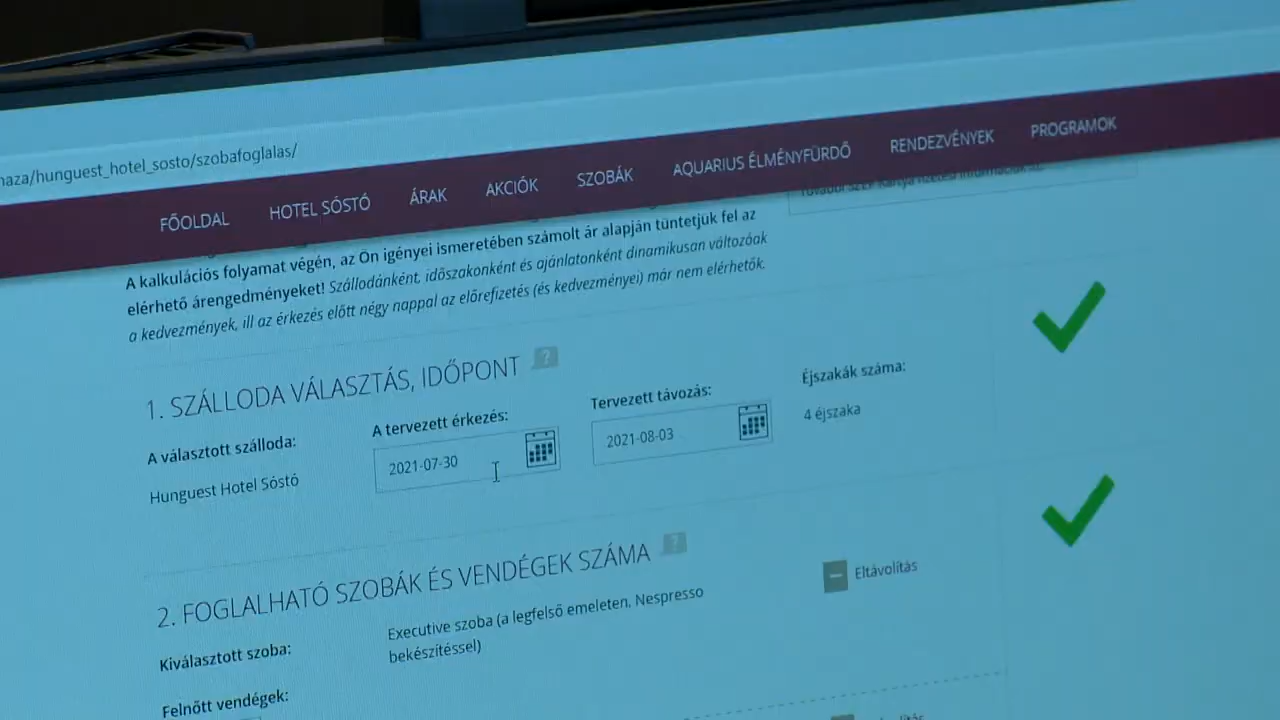 naza/hunguest_hotel_sosto/szobafoglalas/
FŐOLDAL HOTEL SÓSTÓ ÁRAK AKCIÓK SZOBÁK AQUARIUS ÉLMÉNYFÜRDŐ RENDEZVÉNYEK PROGRAMOK
A kalkulációs folyamat végén, az Ön igényei ismeretében számolt ár alapján tüntetjük fel az
elérhető árengedményeket! Szállodánként, időszakonként és ajánlatonként dinamikusan változóak
a kedvezmények, ill az érkezés előtt négy nappal az előrefizetés (és kedvezményei) már nem elérhetők.
1. SZÁLLODA VÁLASZTÁS, IDŐPONT ?
A választott szálloda:
Hunguest Hotel Sóstó
A tervezett érkezés:
2021-07-30
Tervezett távozás:
2021-08-03
Éjszakák száma:
4 éjszaka
2. FOGLALHATÓ SZOBÁK ÉS VENDÉGEK SZÁMA ?
Kiválasztott szoba:
Executive szoba (a legfelső emeleten, Nespresso
bekészítéssel)
Eltávolítás
Felnőtt vendégek: